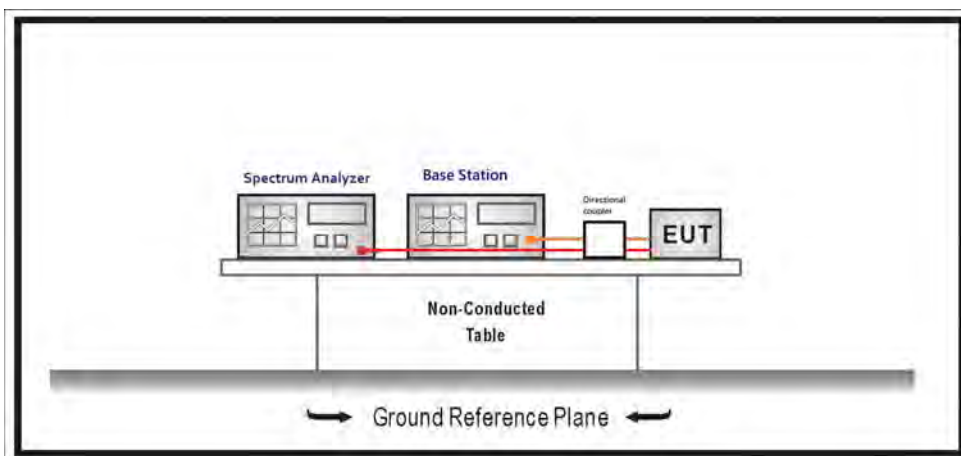 Spectrum Analyzer
Base Station
Directional
coupler
EUT
Non-Conducted
Table
Ground Reference Plane